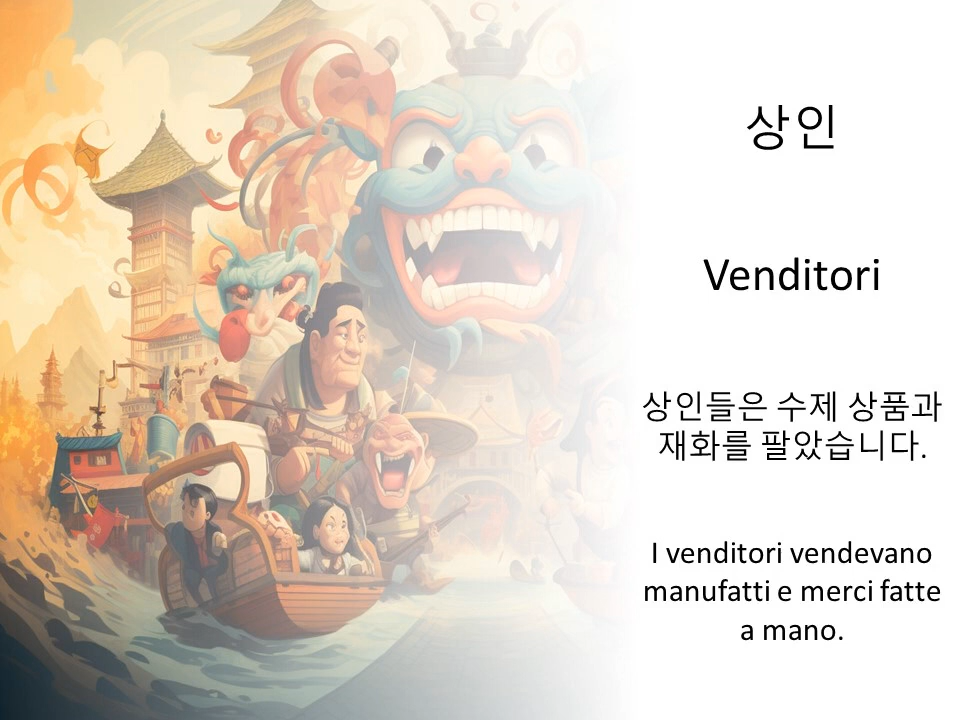 상인
Venditori
상인들은 수제 상품과
재화를 팔았습니다.
I venditori vendevano
manufatti e merci fatte
a mano.